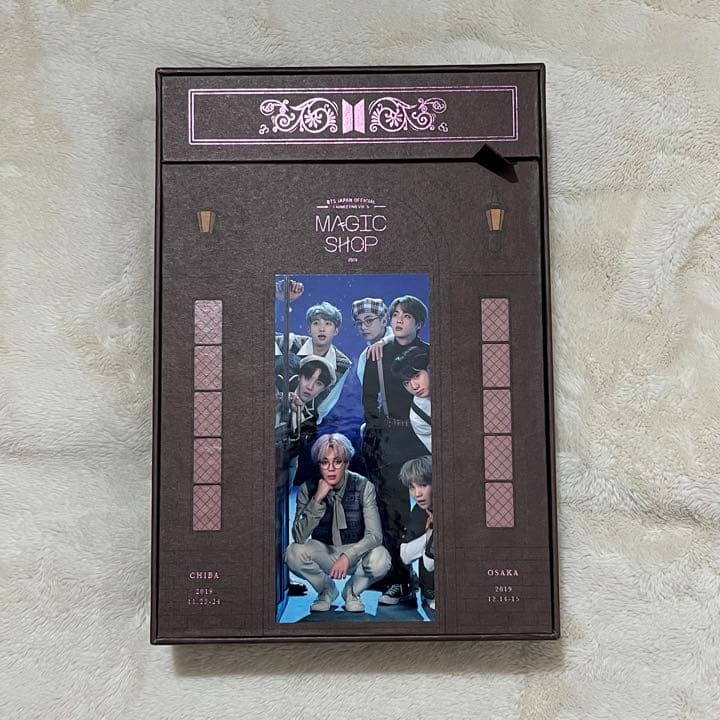 BTS JAPAN OFFICIAL
FANMEETING VOL.5
MAGIC
SHOP
2019
CHIBA
2019
11.23-24
OSAKA
2019
12.14-15